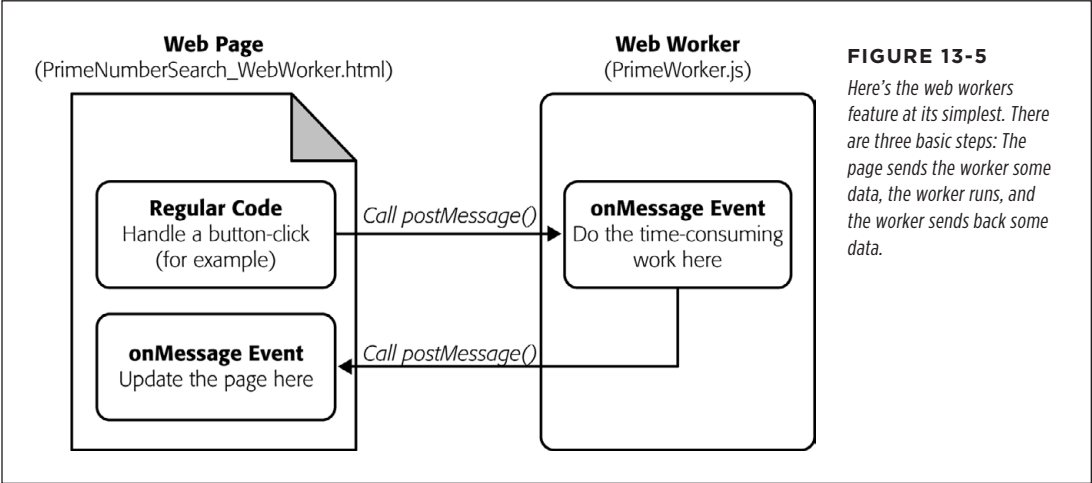 Web Page
(PrimeNumberSearch_WebWorker.html)
Regular Code
Handle a button-click
(for example)
onMessage Event
Update the page here
Call postMessage()
Call postMessage()
Web Worker
(PrimeWorker.js)
onMessage Event
Do the time-consuming
work here
FIGURE 13-5
Here's the web workers
feature at its simplest. There
are three basic steps: The
page sends the worker some
data, the worker runs, and
the worker sends back some
data.